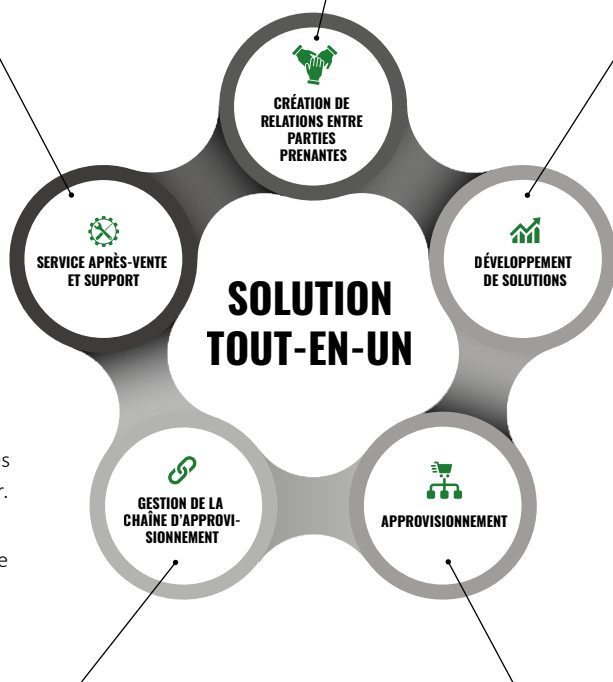 CRÉATION DE
RELATIONS ENTRE
PARTIES
PRENANTES
SERVICE APRÈS-VENTE
ET SUPPORT
DÉVELOPPEMENT
DE SOLUTIONS
SOLUTION
TOUT-EN-UN
GESTION DE LA
CHAÎNE D'APPROVI-
SIONNEMENT
APPROVISIONNEMENT